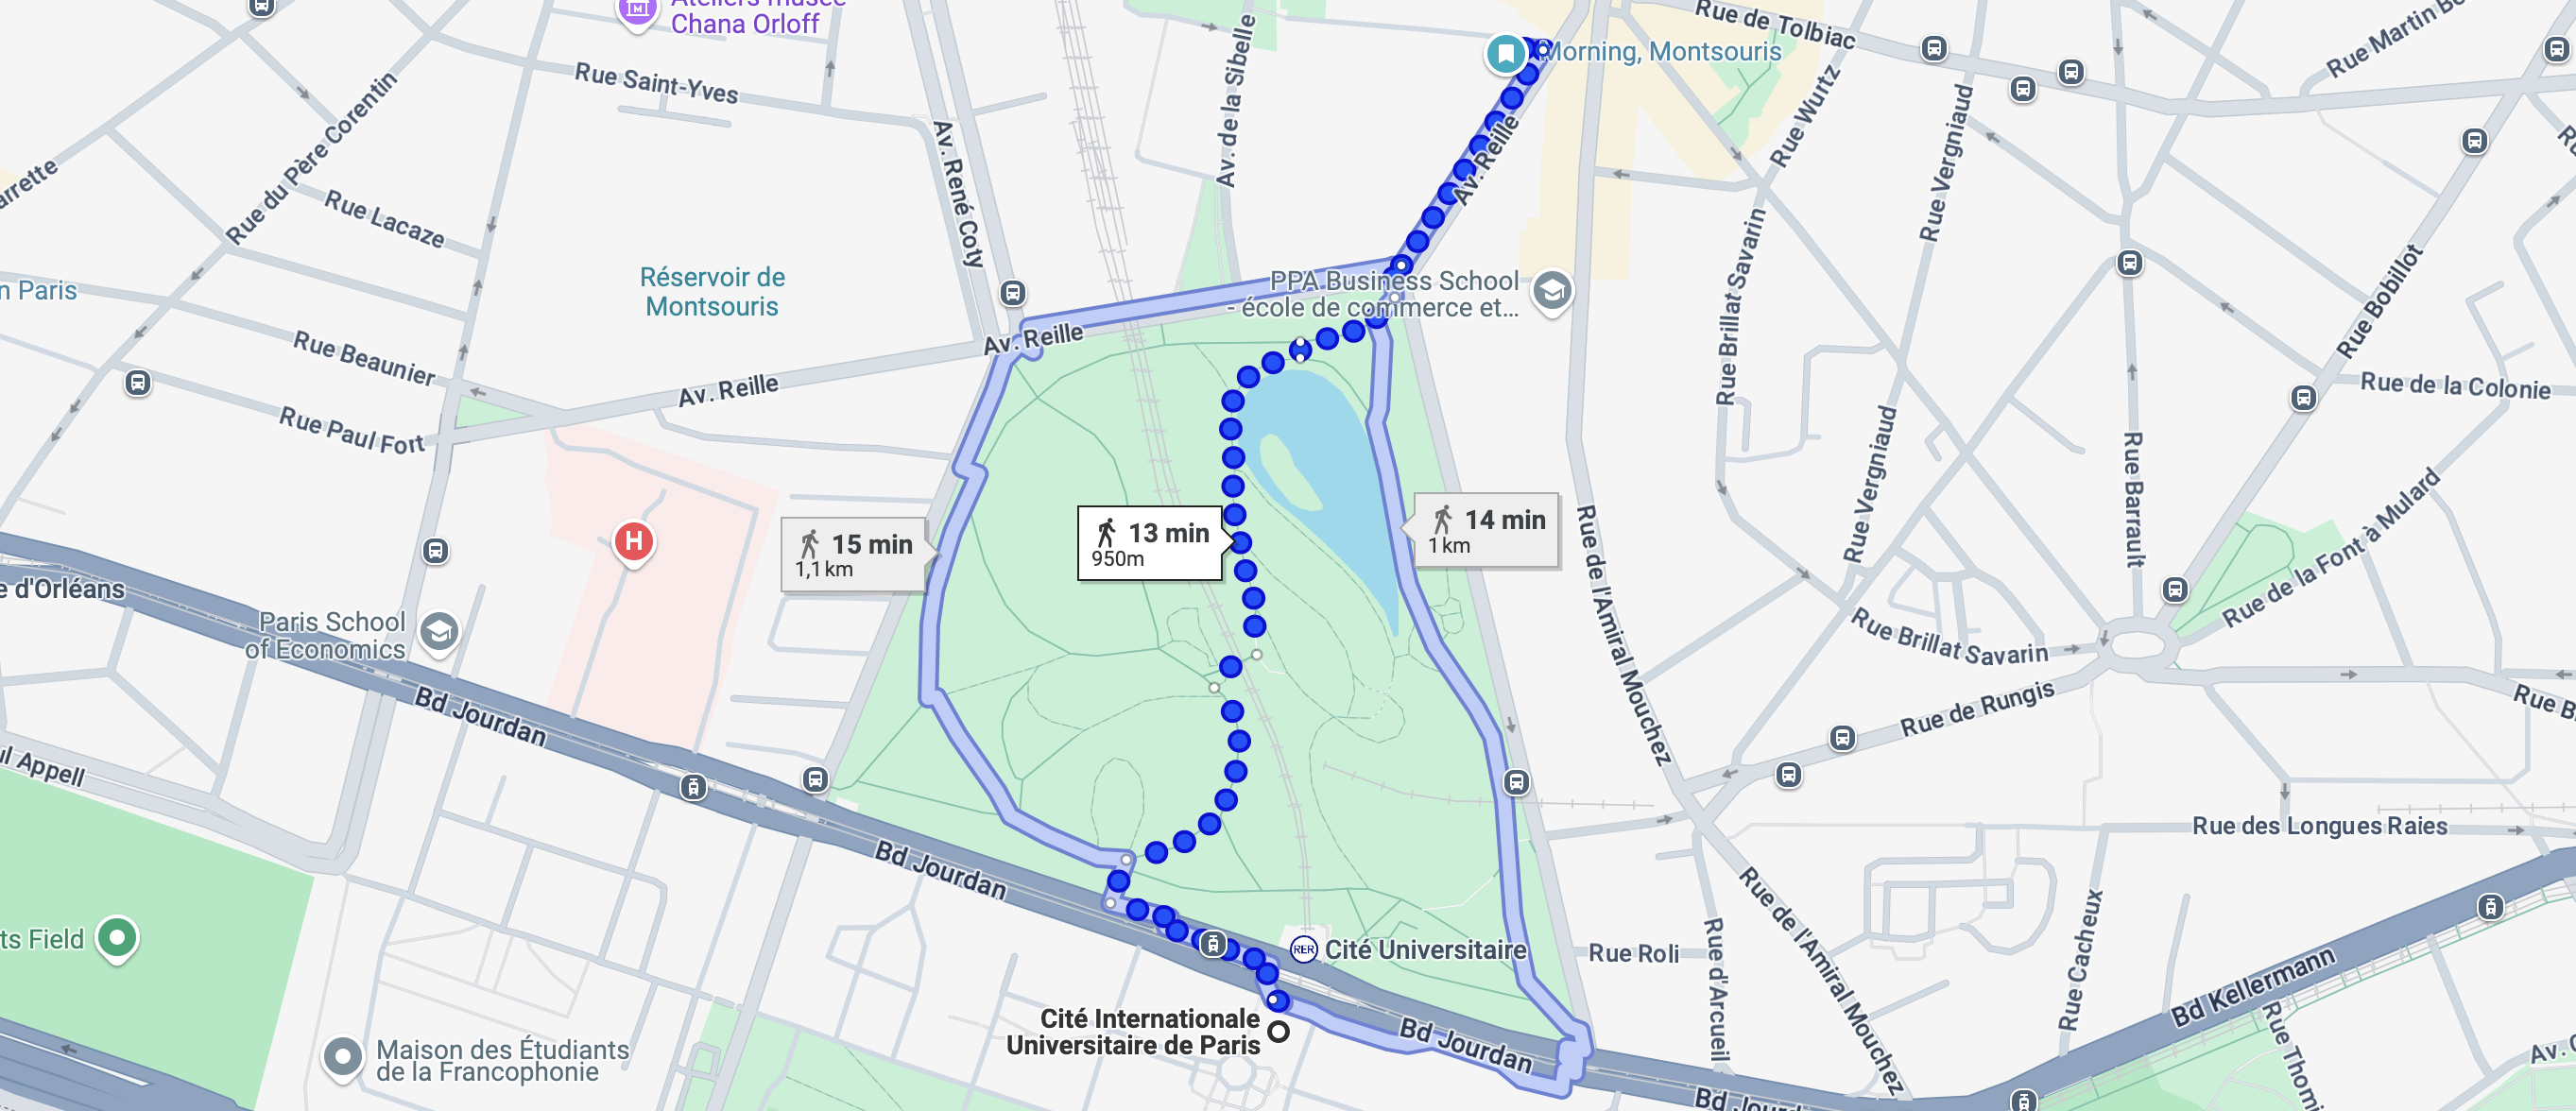 Ateliers musée
Chana Orloff
Rue de Tolbiac
Rue Martin
Morning, Montsouris
Rue Saint-Yves
Av. de la Sibelle
Rue Wurtz
Rue Vergniaud
Rue du Père Corentin
Av. René Coty
Av. Reille
Rue Lacaze
Rue Brillat Savarin
n Paris
Réservoir de
Montsouris
PPA Business School
- école de commerce et...
Rue Bobillot
Rue Beaunier
Av. Reille
Av. Reille
Rue de la Colonie
Rue Paul Fort
Rue Vergniaud
Rue Barrault
Rue de la Font à Mulard
H
15 min
1,1 km
13 min
950m
14 min
1 km
Rue de l'Amiral Mouchez
e d'Orléans
Paris School
of Economics
Rue Brillat Savarin
Rue de Rungis
Rue B
Bd Jourdan
ul Appell
Rue des Longues Raies
Bd Jourdan
ts Field
RER
Cité Universitaire
Rue Roli
Rue d'Arcueil
Rue de l'Amiral Mouchez
Rue Cacheux
Bd Kellermann
Cité Internationale
Universitaire de Paris
Bd Jourdan
Maison des Étudiants
de la Francophonie
Rue Thomi
Av.
Bd